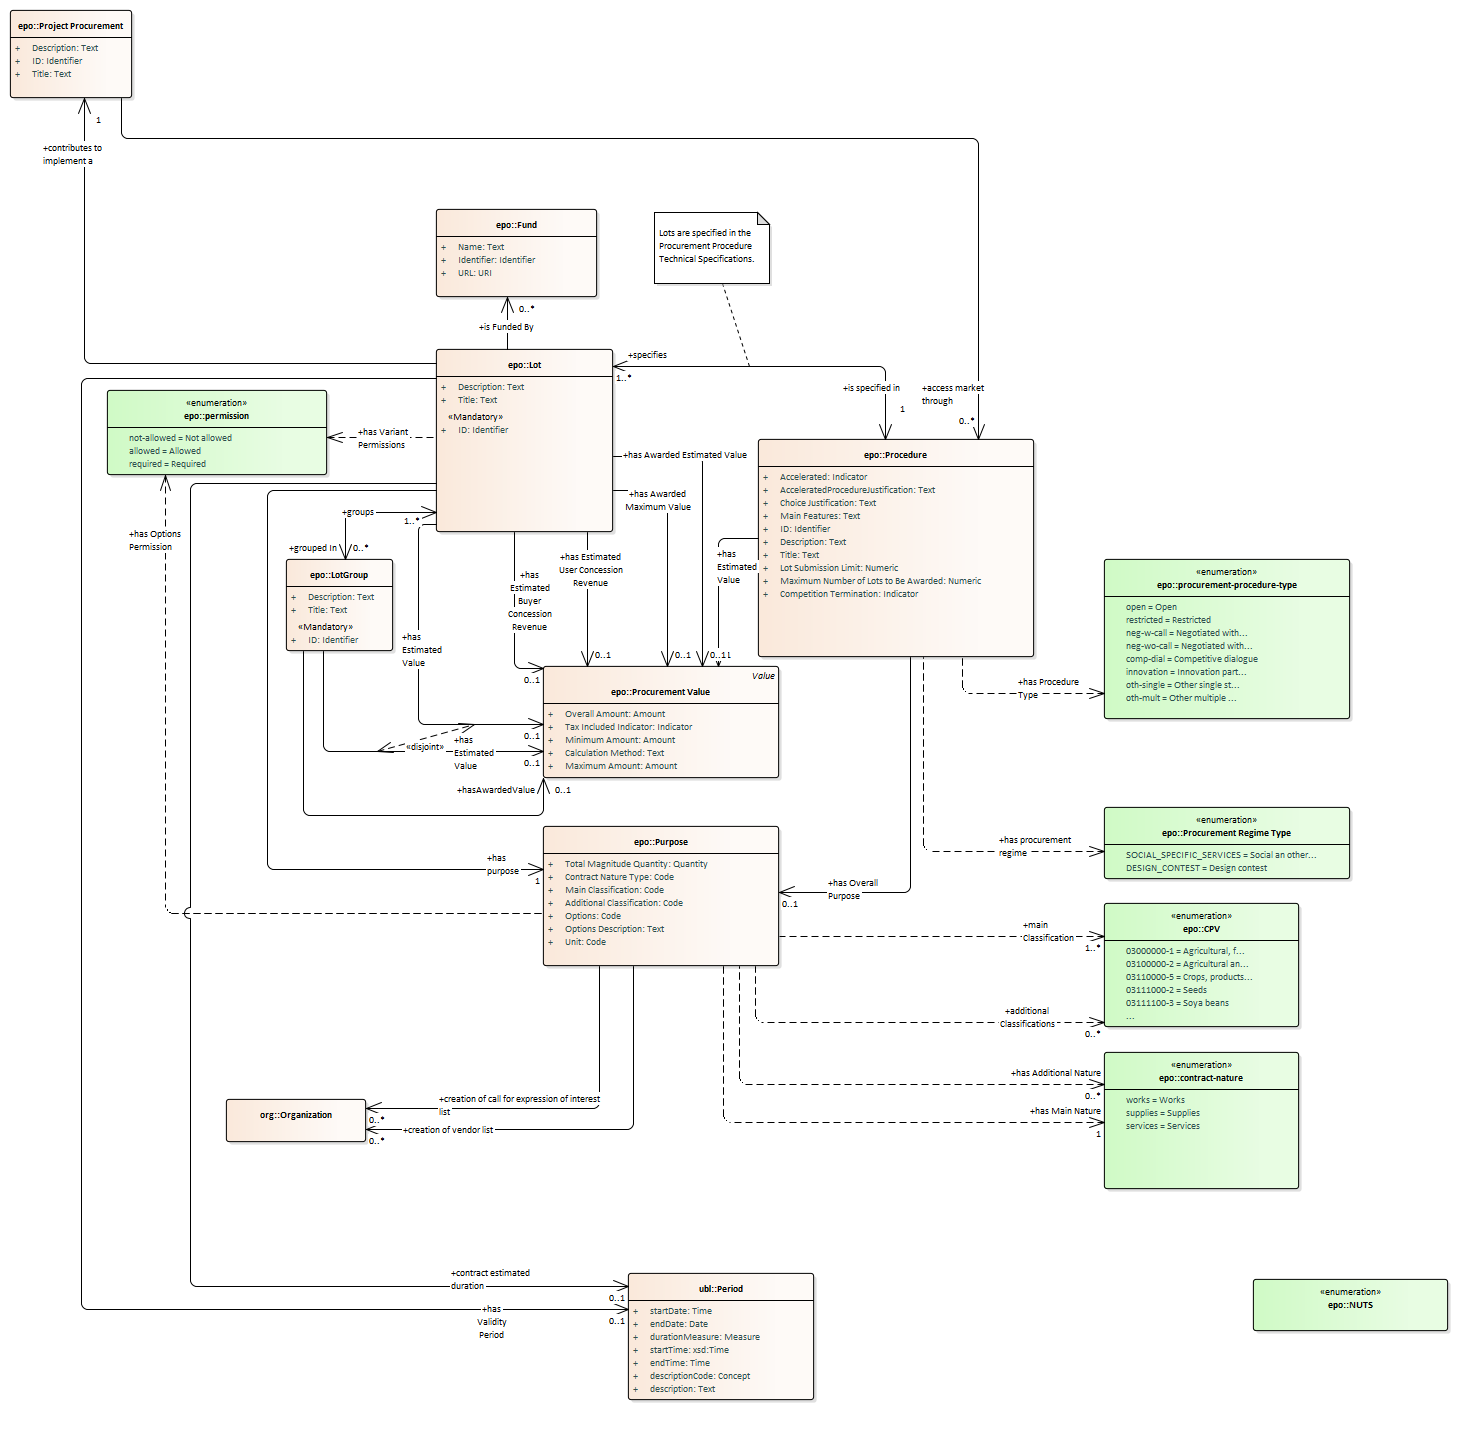 epo::Project Procurement
+ Description: Text
+ ID: Identifier
+ Title: Text
1
+contributes to
implement a
epo::Fund
+ Name: Text
+ Identifier: Identifier
+ URL: URI
0..*
+is Funded By
Lots are specified in the
Procurement Procedure
Technical Specifications.
epo::Lot
+ Description: Text
+ Title: Text
«Mandatory»
+ ID: Identifier
+specifies
1..*
+is specified in
1
+access market
through
0..*
«enumeration»
epo::permission
not-allowed = Not allowed
allowed = Allowed
required = Required
+has Variant
Permissions
+has Options
Permission
+groups
1..*
+grouped In
0..*
epo::LotGroup
+ Description: Text
+ Title: Text
«Mandatory»
+ ID: Identifier
+has Awarded Estimated Value
+has Awarded
Maximum Value
+has Estimated
User Concession
Revenue
+has
Estimated
Buyer
Concession
Revenue
+has
Estimated
Value
+has
Estimated
Value
0..1
0..1
0..1
1
0..1
epo::Procedure
+ Accelerated: Indicator
+ AcceleratedProcedureJustification: Text
+ Choice Justification: Text
+ Main Features: Text
+ ID: Identifier
+ Description: Text
+ Title: Text
+ Lot Submission Limit: Numeric
+ Maximum Number of Lots to Be Awarded: Numeric
+ Competition Termination: Indicator
«enumeration»
epo::procurement-procedure-type
open = Open
restricted = Restricted
neg-w-call = Negotiated with...
neg-wo-call = Negotiated with...
comp-dial = Competitive dialogue
innovation = Innovation part...
oth-single = Other single st...
oth-mult = Other multiple ...
+has Procedure
Type
Value
epo::Procurement Value
+ Overall Amount: Amount
+ Tax Included Indicator: Indicator
+ Minimum Amount: Amount
+ Calculation Method: Text
+ Maximum Amount: Amount
0..1
«disjoint»
+has
Estimated
Value
0..1
+hasAwardedValue
0..1
epo::Purpose
+ Total Magnitude Quantity: Quantity
+ Contract Nature Type: Code
+ Main Classification: Code
+ Additional Classification: Code
+ Options: Code
+ Options Description: Text
+ Unit: Code
+has
purpose
1
+has Overall
Purpose
0..1
+has procurement
regime
«enumeration»
epo::Procurement Regime Type
SOCIAL_SPECIFIC_SERVICES = Social an other...
DESIGN_CONTEST = Design contest
+main
Classification
1..*
«enumeration»
epo::CPV
03000000-1 = Agricultural, f...
03100000-2 = Agricultural an...
03110000-5 = Crops, products...
03111000-2 = Seeds
03111100-3 = Soya beans
...
+additional
Classifications
0..*
«enumeration»
epo::contract-nature
works = Works
supplies = Supplies
services = Services
+has Additional Nature
0..*
+has Main Nature
1
org::Organization
+creation of call for expression of interest
list
0..*
+creation of vendor list
0..*
+contract estimated
duration
0..1
+has
Validity
Period
0..1
ubl::Period
+ startDate: Time
+ endDate: Date
+ durationMeasure: Measure
+ startTime: xsd:Time
+ endTime: Time
+ descriptionCode: Concept
+ description: Text
«enumeration»
epo::NUTS